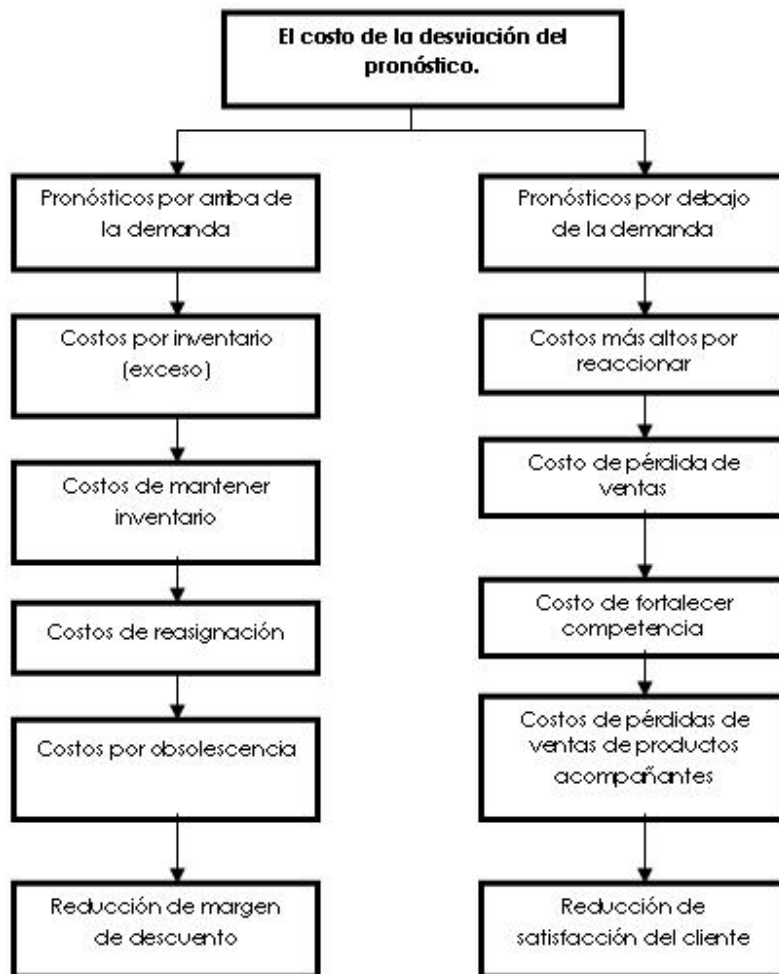 El costo de la desviación del
pronóstico.
Pronósticos por arriba de
la demanda
Costos por inventario
(exceso)
Costos de mantener
inventario
Costos de reasignación
Costos por obsolescencia
Reducción de margen
de descuento
Pronósticos por debajo
de la demanda
Costos más altos por
reaccionar
Costo de pérdida de
ventas
Costo de fortalecer
competencia
Costos de pérdidas de
ventas de productos
acompañantes
Reducción de
satisfacción del cliente